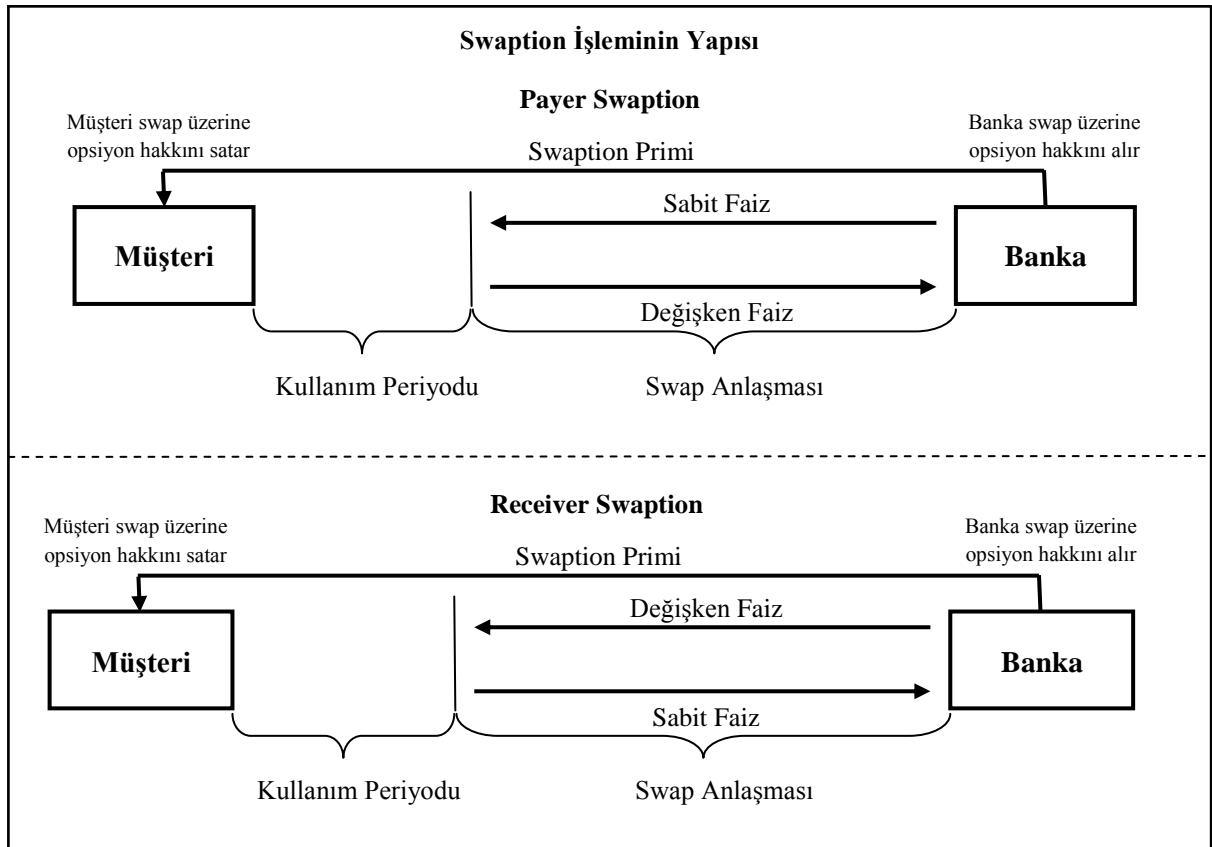 Swaption İşleminin Yapısı
Payer Swaption
Müşteri swap üzerine
opsiyon hakkını satar
Banka swap üzerine
opsiyon hakkını alır
Swaption Primi
Sabit Faiz
Müşteri
Banka
Değişken Faiz
Kullanım Periyodu
Swap Anlaşması
Receiver Swaption
Müşteri swap üzerine
opsiyon hakkını satar
Banka swap üzerine
opsiyon hakkını alır
Swaption Primi
Değişken Faiz
Müşteri
Banka
Sabit Faiz
Kullanım Periyodu
Swap Anlaşması